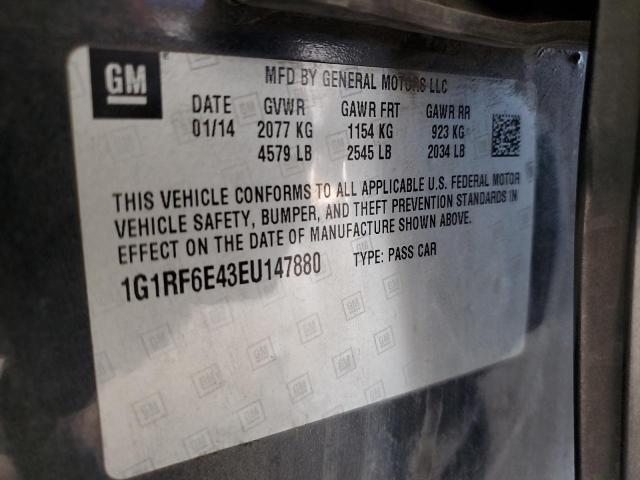 GM
MFD BY GENERAL MOTORS LLC
DATE GVWR GAWR FRT GAWR RR
01/14 2077 KG 1154 KG 923 KG
4579 LB 2545 LB 2034 LB
THIS VEHICLE CONFORMS TO ALL APPLICABLE U.S. FEDERAL MOTOR
VEHICLE SAFETY, BUMPER, AND THEFT PREVENTION STANDARDS IN
EFFECT ON THE DATE OF MANUFACTURE SHOWN ABOVE.
1G1RF6E43EU147880 TYPE: PASS CAR